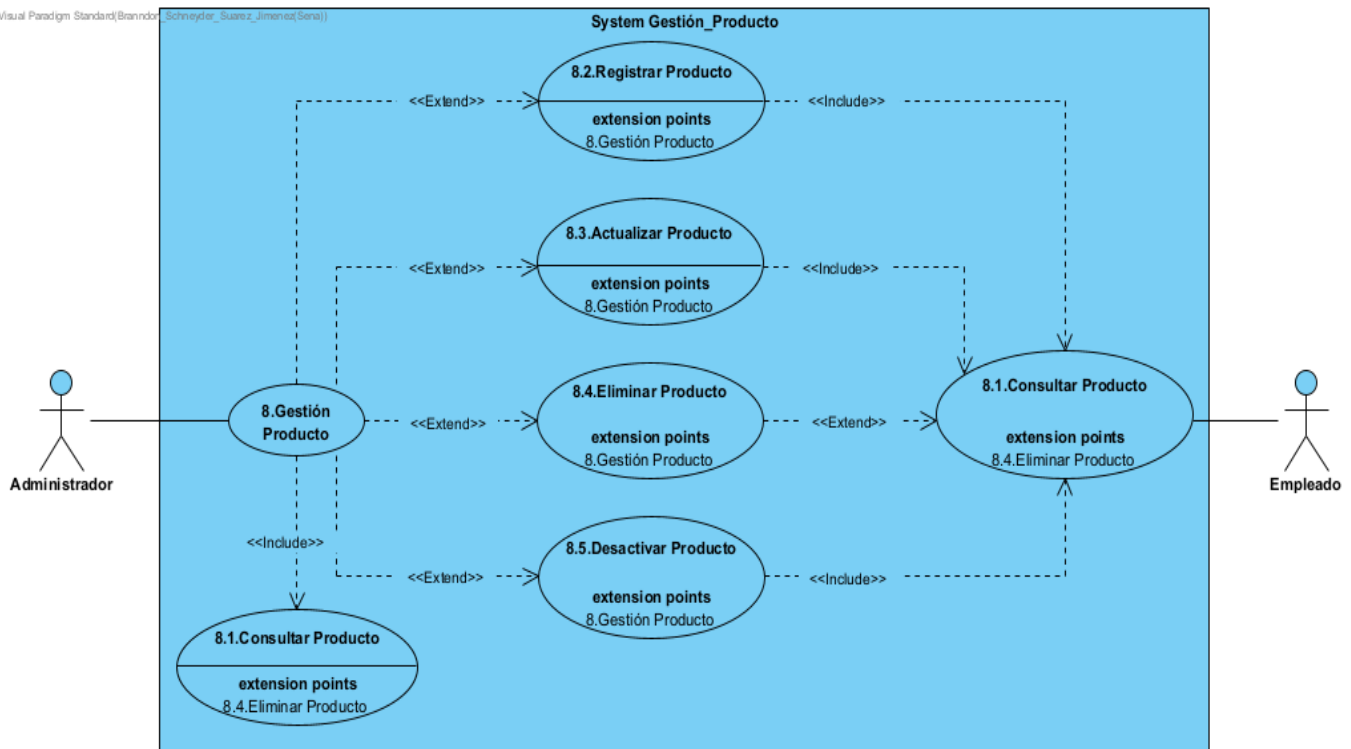 Visual Paradigm Standard(Branndon_Schneyder_Suarez_Jimenez(Sena))
System Gestión_Producto
8.2.Registrar Producto
<<Extend>>
<<Include>>
extension points
8.Gestión Producto
8.3.Actualizar Producto
<<Extend>>
<<Include>>
extension points
8.Gestión Producto
8.1.Consultar Producto
8.4.Eliminar Producto
8.Gestión
Producto
<<Extend>>
<<Extend>>
extension points
8.Gestión Producto
extension points
8.4.Eliminar Producto
Administrador
Empleado
<<Include>>
8.5.Desactivar Producto
<<Extend>>
<<Include>>
extension points
8.Gestión Producto
8.1.Consultar Producto
extension points
8.4.Eliminar Producto